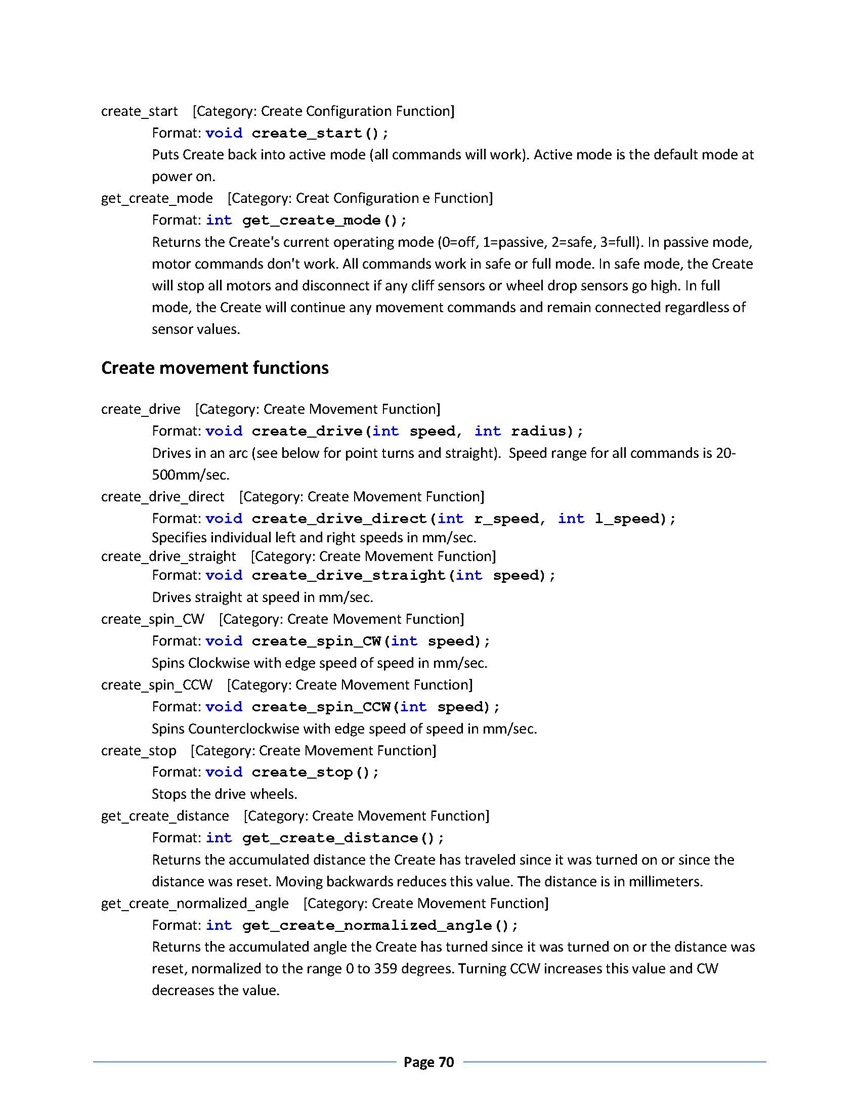 create_start [Category: Create Configuration Function]
Format: void create_start();
Puts Create back into active mode (all commands will work). Active mode is the default mode at
power on.
get_create_mode [Category: Creat Configuration e Function]
Format: int get_create_mode();
Returns the Create's current operating mode (0=off, 1=passive, 2=safe, 3=full). In passive mode,
motor commands don’t work. All commands work in safe or full mode. In safe mode, the Create
will stop all motors and disconnect if any cliff sensors or wheel drop sensors go high. In full
mode, the Create will continue any movement commands and remain connected regardless of
sensor values.
Create movement functions
create_drive [Category: Create Movement Function]
Format: void create_drive(int speed, int radius);
Drives in an arc (see below for point turns and straight). Speed range for all commands is 20-
500mm/sec.
create_drive_direct [Category: Create Movement Function]
Format: void create_drive_direct(int r_speed, int l_speed);
Specifies individual left and right speeds in mm/sec.
create_drive_straight [Category: Create Movement Function]
Format: void create_drive_straight(int speed);
Drives straight at speed in mm/sec.
create_spin_CW [Category: Create Movement Function]
Format: void create_spin_CW(int speed);
Spins Clockwise with edge speed of speed in mm/sec.
create_spin_CCW [Category: Create Movement Function]
Format: void create_spin_CCW(int speed);
Spins Counterclockwise with edge speed of speed in mm/sec.
create_stop [Category: Create Movement Function]
Format: void create_stop();
Stops the drive wheels.
get_create_distance [Category: Create Movement Function]
Format: int get_create_distance();
Returns the accumulated distance the Create has traveled since it was turned on or since the
distance was reset. Moving backwards reduces this value. The distance is in millimeters.
get_create_normalized_angle [Category: Create Movement Function]
Format: int get_create_normalized_angle();
Returns the accumulated angle the Create has turned since it was turned on or the distance was
reset, normalized to the range 0 to 359 degrees. Turning CCW increases this value and CW
decreases the value.
Page 70